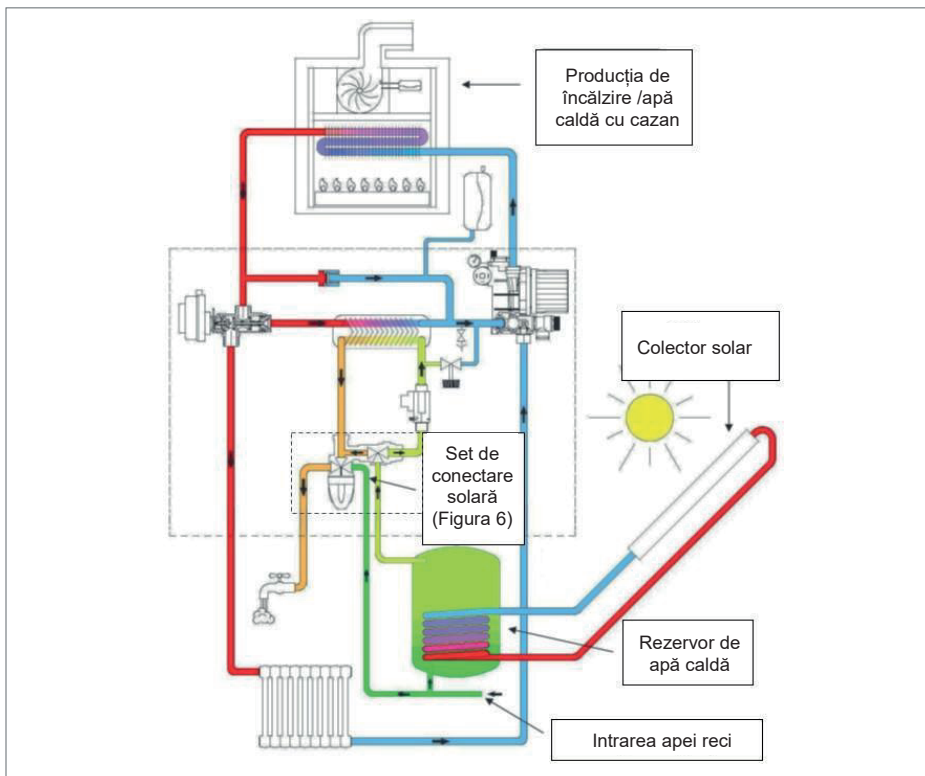 Producția de
încălzire /apă
caldă cu cazan
Colector solar
Set de
conectare
solară
(Figura 6)
Rezervor de
apă caldă
Intrarea apei reci